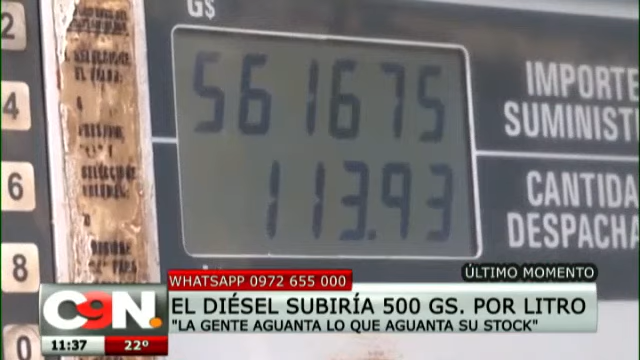 G$
2
4
6
8
0
561675
113.93
IMPORTE
SUMINIST
CANTIDA
DESPACHA
WHATSAPP 0972 655 000
ÚLTIMO MOMENTO
C9N.
EL DIÉSEL SUBIRÍA 500 GS. POR LITRO
"LA GENTE AGUANTA LO QUE AGUANTA SU STOCK"
11:37
22º